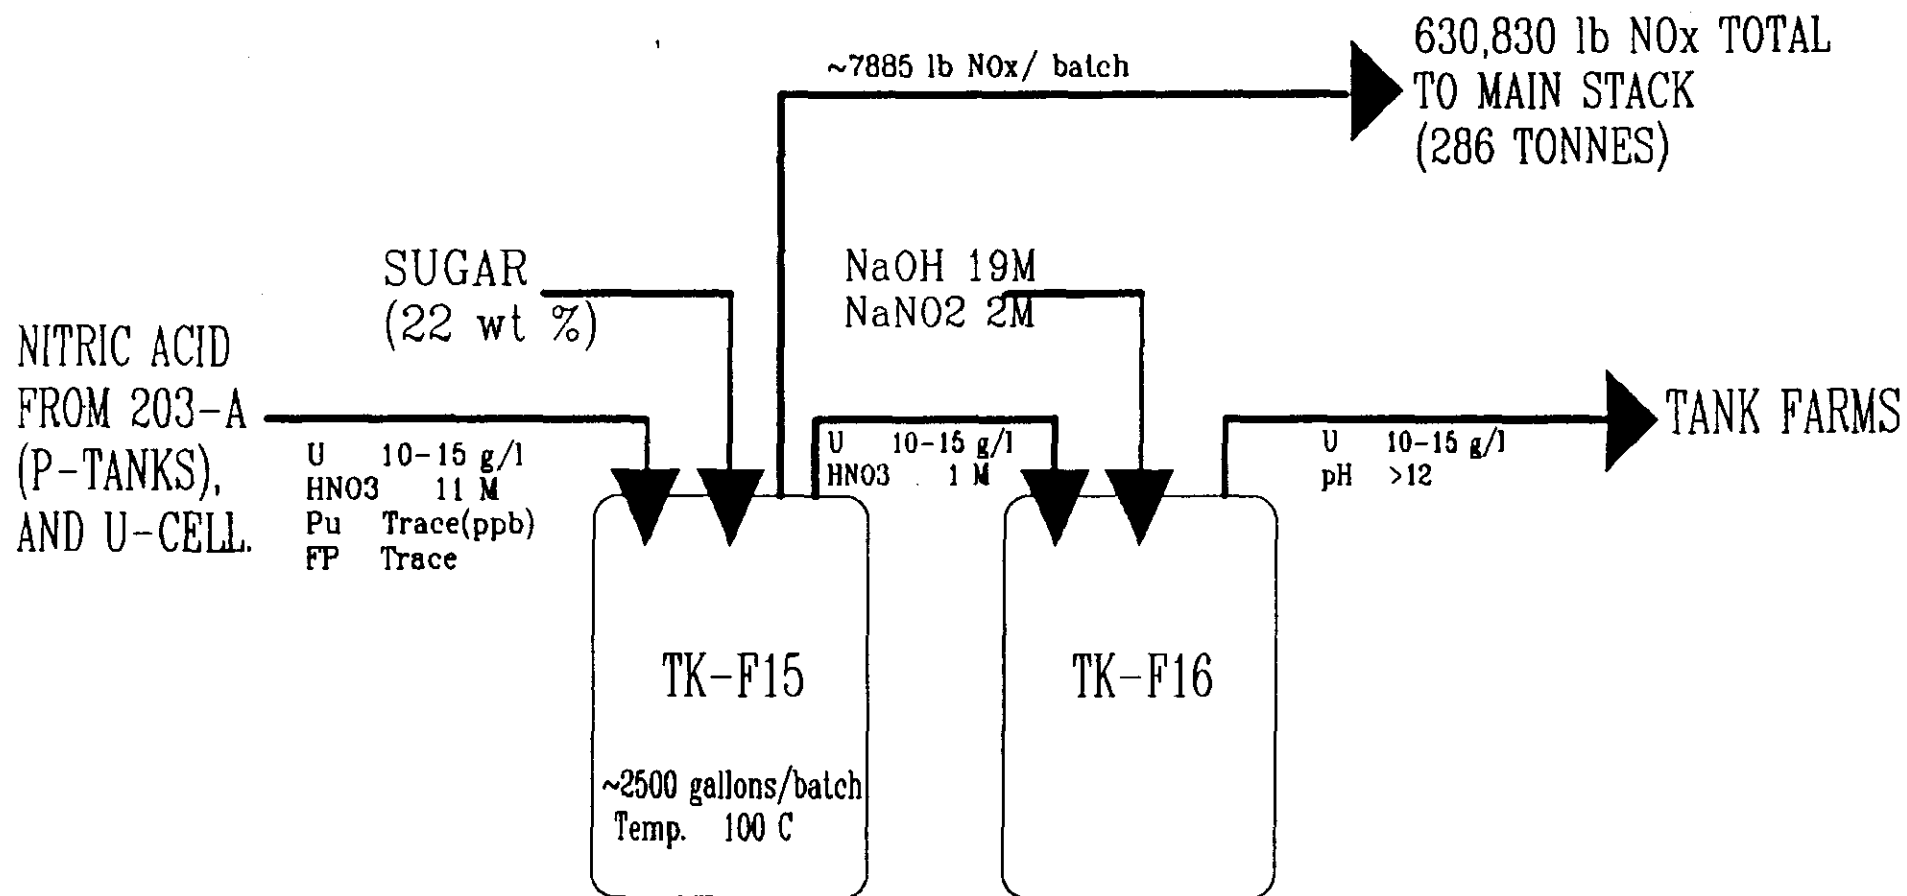 ~7885 lb NOx/ batch
630,830 lb NOx TOTAL
TO MAIN STACK
(286 TONNES)
SUGAR
(22 wt %)
NaOH 19M
NaNO2 2M
NITRIC ACID
FROM 203-A
(P-TANKS),
AND U-CELL.
U 10-15 g/l
HNO3 11 M
Pu Trace(ppb)
FP Trace
U 10-15 g/l
HNO3 1 M
U 10-15 g/l
pH >12
TANK FARMS
TK-F15
~2500 gallons/batch
Temp. 100 C
TK-F16